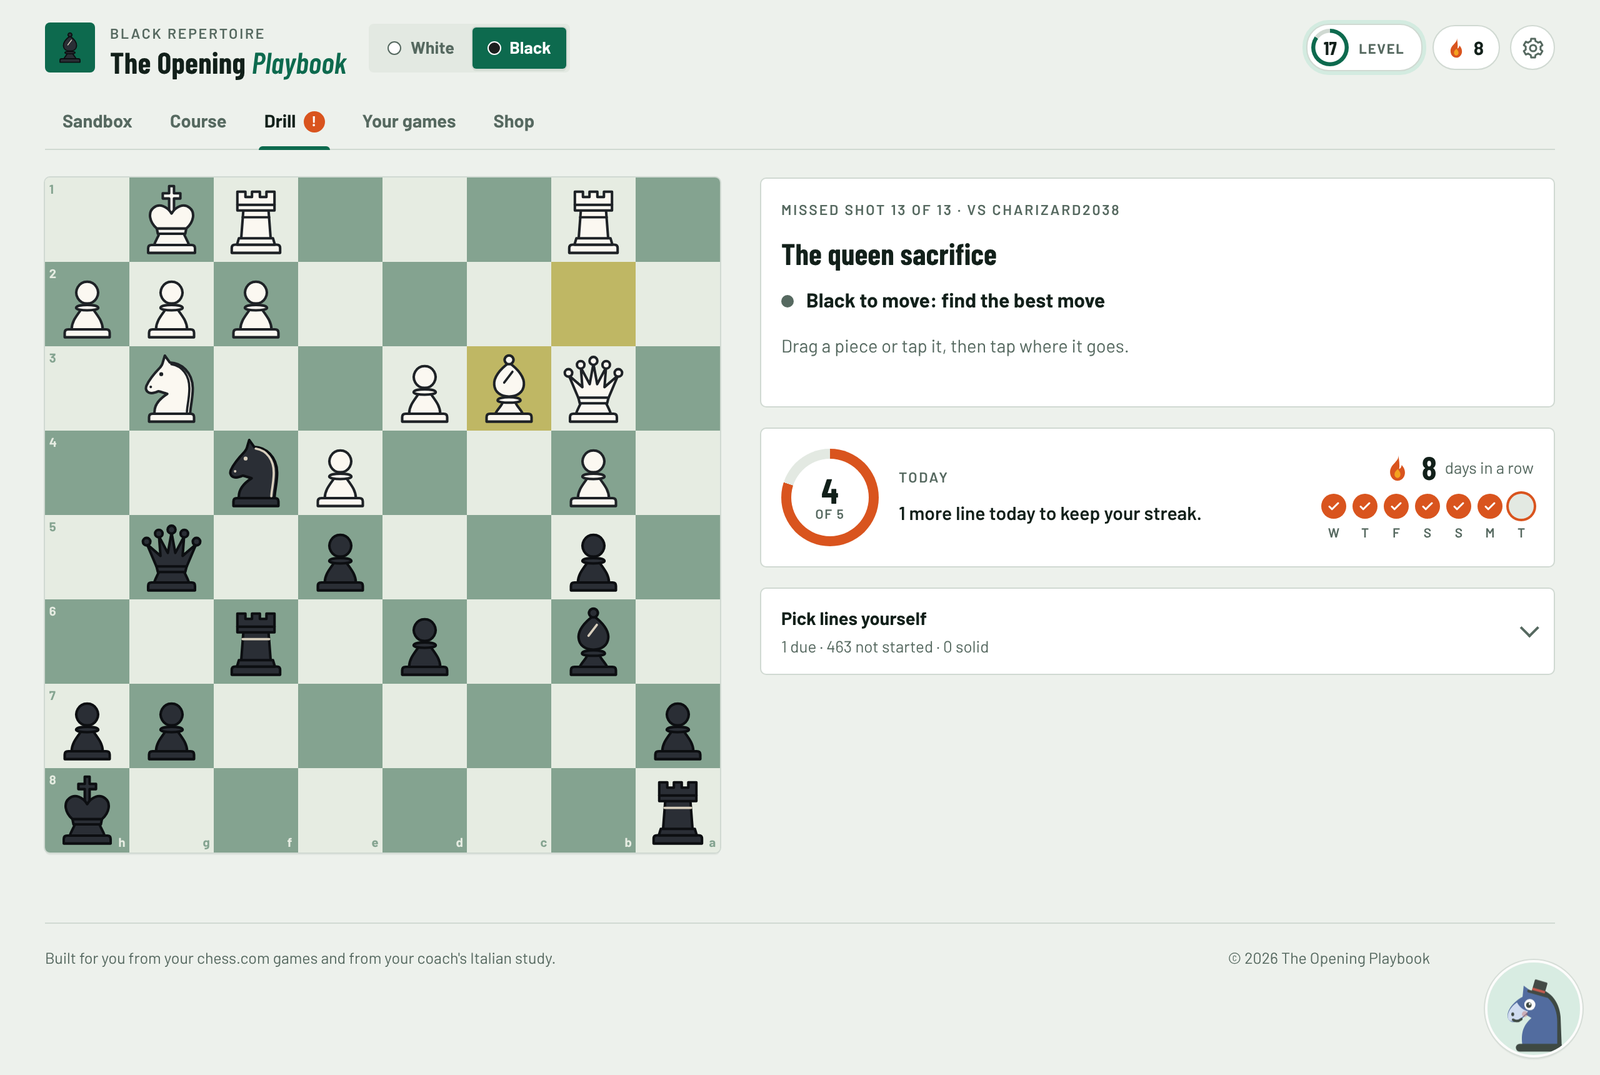 BLACK REPERTOIRE
The Opening Playbook
White
Black
17 LEVEL
8
Sandbox
Course
Drill !
Your games
Shop
1
2
3
4
5
6
7
8
h g f e d c b a
MISSED SHOT 13 OF 13 · VS CHARIZARD2038
The queen sacrifice
Black to move: find the best move
Drag a piece or tap it, then tap where it goes.
4
OF 5
TODAY
1 more line today to keep your streak.
8 days in a row
W T F S S M T
Pick lines yourself
1 due · 463 not started · 0 solid
Built for you from your chess.com games and from your coach's Italian study.
© 2026 The Opening Playbook